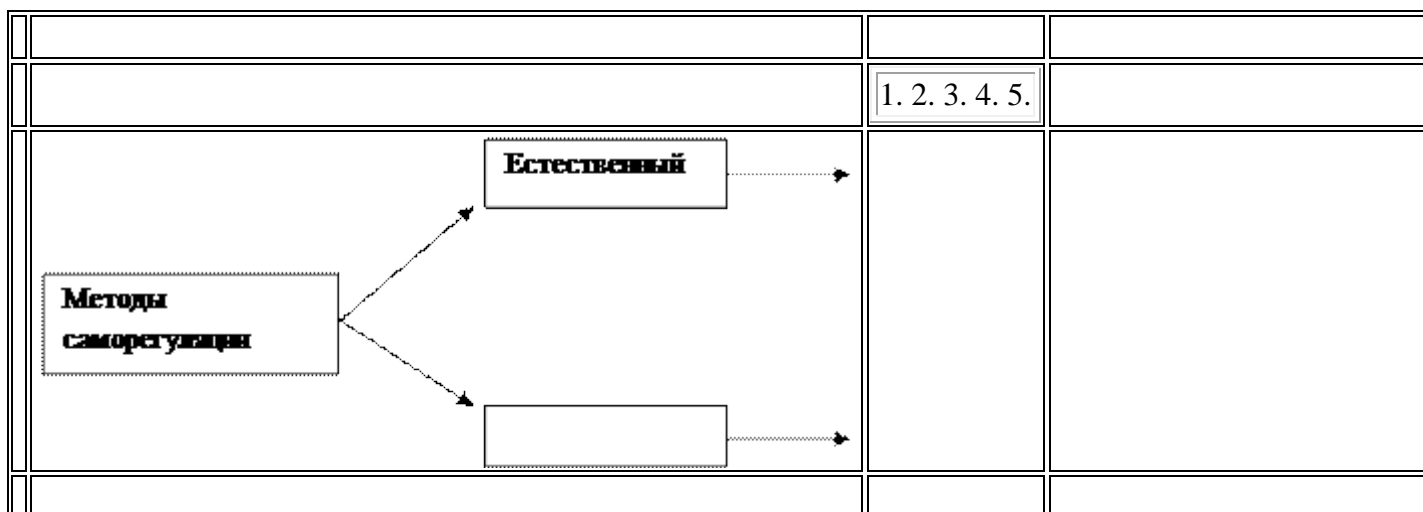 1. 2. 3. 4. 5.
Естественный
Методы
саморегуляции